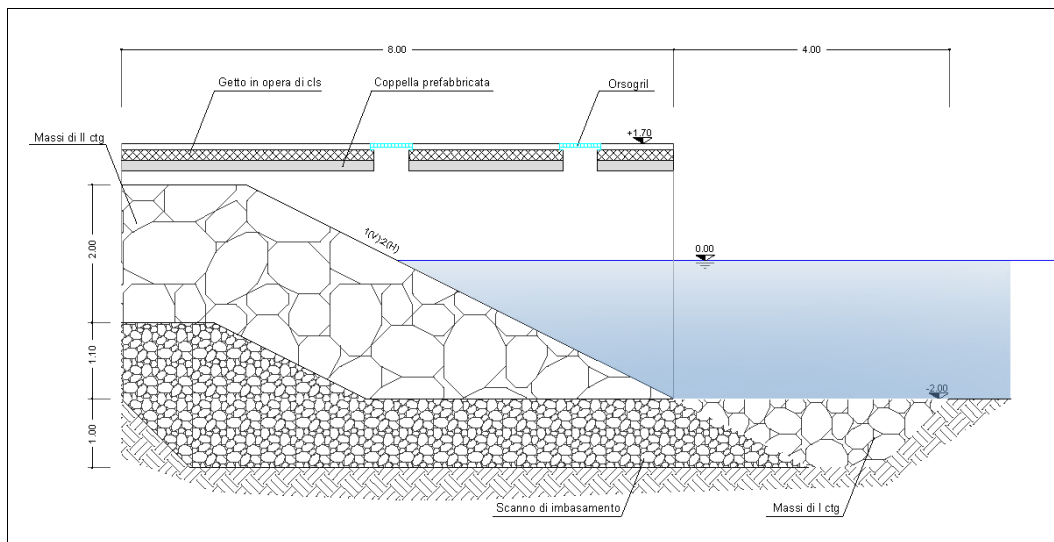 8.00
4.00
Getto in opera di cls
Coppella prefabbricata
Orsogril
Massi di II ctg
+1.70
1(V):2(H)
0.00
2.00
1.10
1.00
-2.00
Scanno di imbasamento
Massi di I ctg